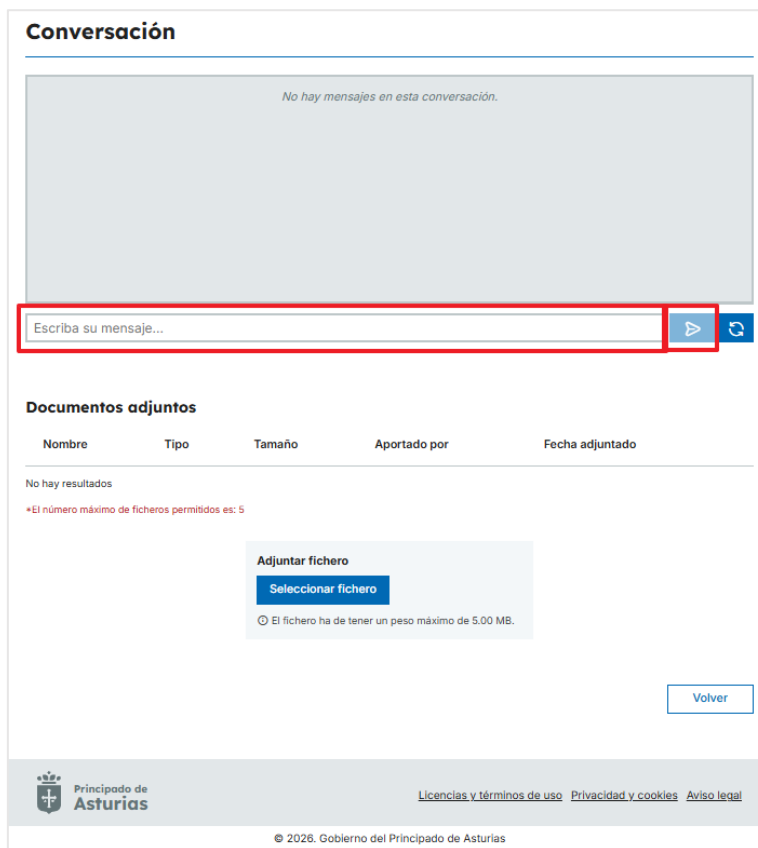 Conversación
No hay mensajes en esta conversación.
Escriba su mensaje...
Documentos adjuntos
Nombre Tipo Tamaño Aportado por Fecha adjuntado
No hay resultados
*El número máximo de ficheros permitidos es: 5
Adjuntar fichero
Seleccionar fichero
El fichero ha de tener un peso máximo de 5.00 MB.
Volver
Principado de
Asturias
Licencias y términos de uso Privacidad y cookies Aviso legal
© 2026. Gobierno del Principado de Asturias